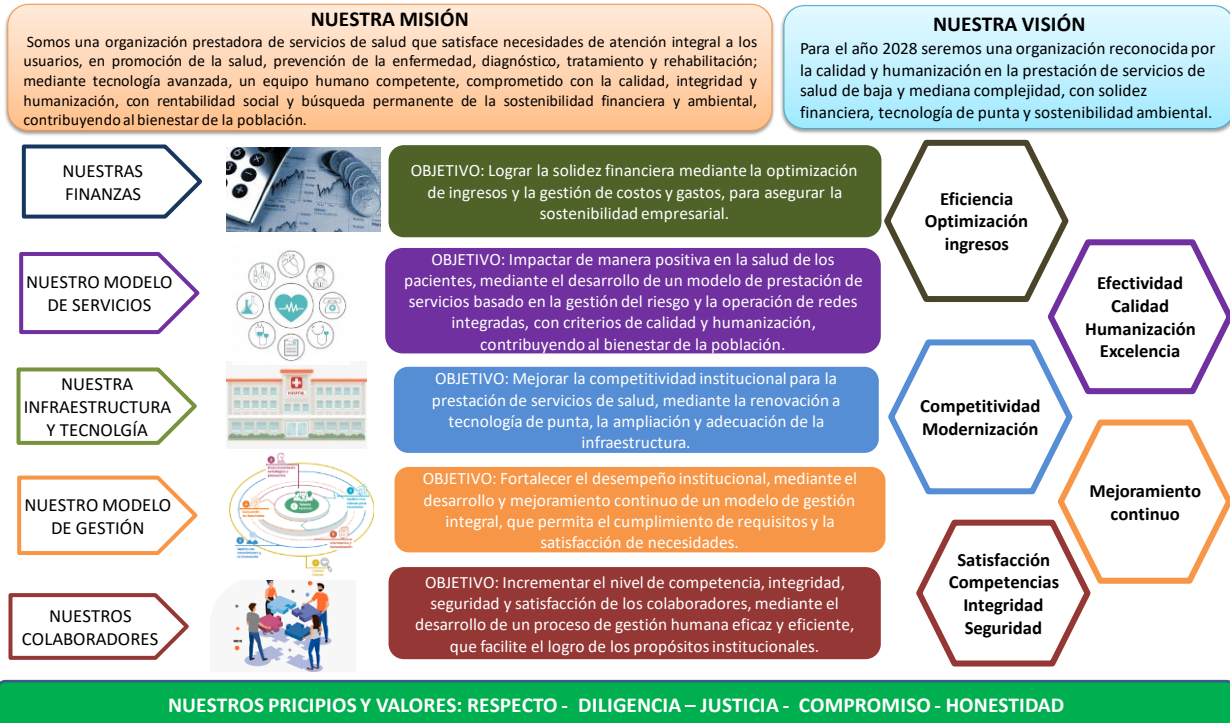 NUESTRA MISIÓN
Somos una organización prestadora de servicios de salud que satisface necesidades de atención integral a los
usuarios, en promoción de la salud, prevención de la enfermedad, diagnóstico, tratamiento y rehabilitación;
mediante tecnología avanzada, un equipo humano competente, comprometido con la calidad, integridad y
humanización, con rentabilidad social y búsqueda permanente de la sostenibilidad financiera y ambiental,
contribuyendo al bienestar de la población.
NUESTRA VISIÓN
Para el año 2028 seremos una organización reconocida por
la calidad y humanización en la prestación de servicios de
salud de baja y mediana complejidad, con solidez
financiera, tecnología de punta y sostenibilidad ambiental.
NUESTRAS
FINANZAS
OBJETIVO: Lograr la solidez financiera mediante la optimización
de ingresos y la gestión de costos y gastos, para asegurar la
sostenibilidad empresarial.
Eficiencia
Optimización
ingresos
NUESTRO MODELO
DE SERVICIOS
OBJETIVO: Impactar de manera positiva en la salud de los
pacientes, mediante el desarrollo de un modelo de prestación de
servicios basado en la gestión del riesgo y la operación de redes
integradas, con criterios de calidad y humanización,
contribuyendo al bienestar de la población.
Efectividad
Calidad
Humanización
Excelencia
NUESTRA
INFRAESTRUCTURA
Y TECNOLGÍA
HOSPITAL
OBJETIVO: Mejorar la competitividad institucional para la
prestación de servicios de salud, mediante la renovación a
tecnología de punta, la ampliación y adecuación de la
infraestructura.
Competitividad
Modernización
NUESTRO MODELO
DE GESTIÓN
OBJETIVO: Fortalecer el desempeño institucional, mediante el
desarrollo y mejoramiento continuo de un modelo de gestión
integral, que permita el cumplimiento de requisitos y la
satisfacción de necesidades.
Mejoramiento
continuo
NUESTROS
COLABORADORES
OBJETIVO: Incrementar el nivel de competencia, integridad,
seguridad y satisfacción de los colaboradores, mediante el
desarrollo de un proceso de gestión humana eficaz y eficiente,
que facilite el logro de los propósitos institucionales.
Satisfacción
Competencias
Integridad
Seguridad
NUESTROS PRICIPIOS Y VALORES: RESPECTO - DILIGENCIA – JUSTICIA - COMPROMISO - HONESTIDAD